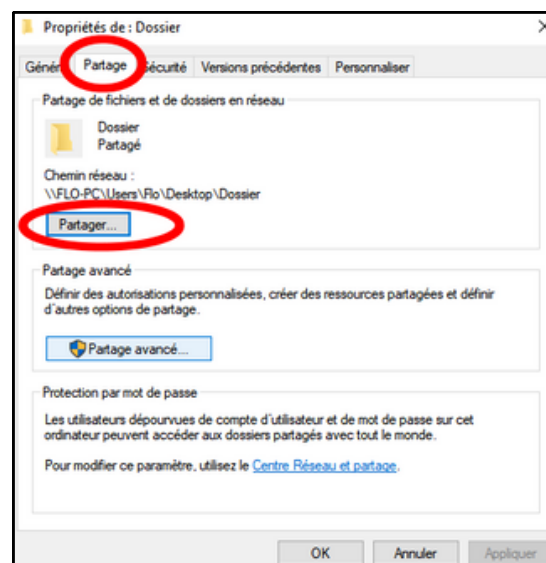 Propriétés de : Dossier
Génér Partage Sécurité Versions précédentes Personnaliser
Partage de fichiers et de dossiers en réseau
Dossier
Partagé
Chemin réseau :
\\FLO-PC\Users\Flo\Desktop\Dossier
Partager...
Partage avancé
Définir des autorisations personnalisées, créer des ressources partagées et définir
d'autres options de partage.
Partage avancé...
Protection par mot de passe
Les utilisateurs dépourvues de compte d'utilisateur et de mot de passe sur cet
ordinateur peuvent accéder aux dossiers partagés avec tout le monde.
Pour modifier ce paramètre, utilisez le Centre Réseau et partage.
OK Annuler Appliquer